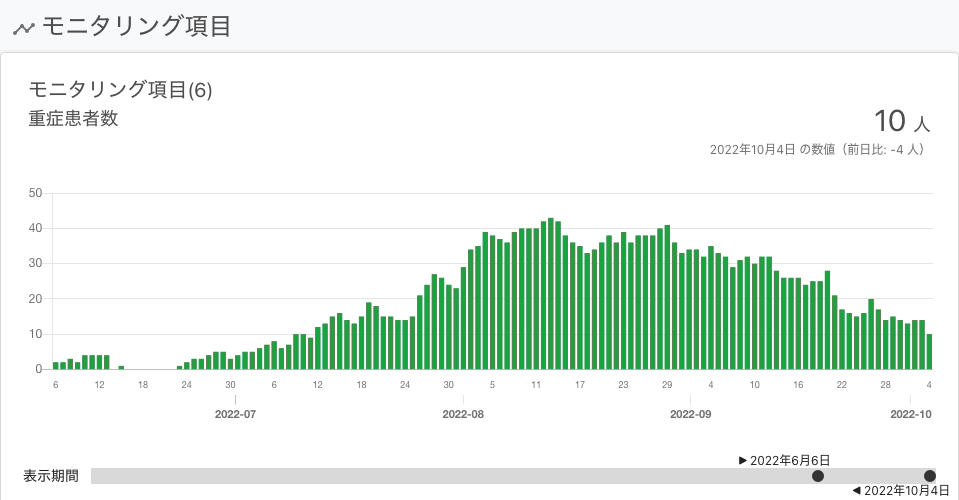 モニタリング項目
モニタリング項目(6)
重症患者数
10 人
2022年10月4日 の数値（前日比: -4 人）
50
40
30
20
10
0
6 12 18 24 30 6 12 18 24 30 5 11 17 23 29 4 10 16 22 28 4
2022-07 2022-08 2022-09 2022-10
▶ 2022年6月6日
表示期間
◀ 2022年10月4日